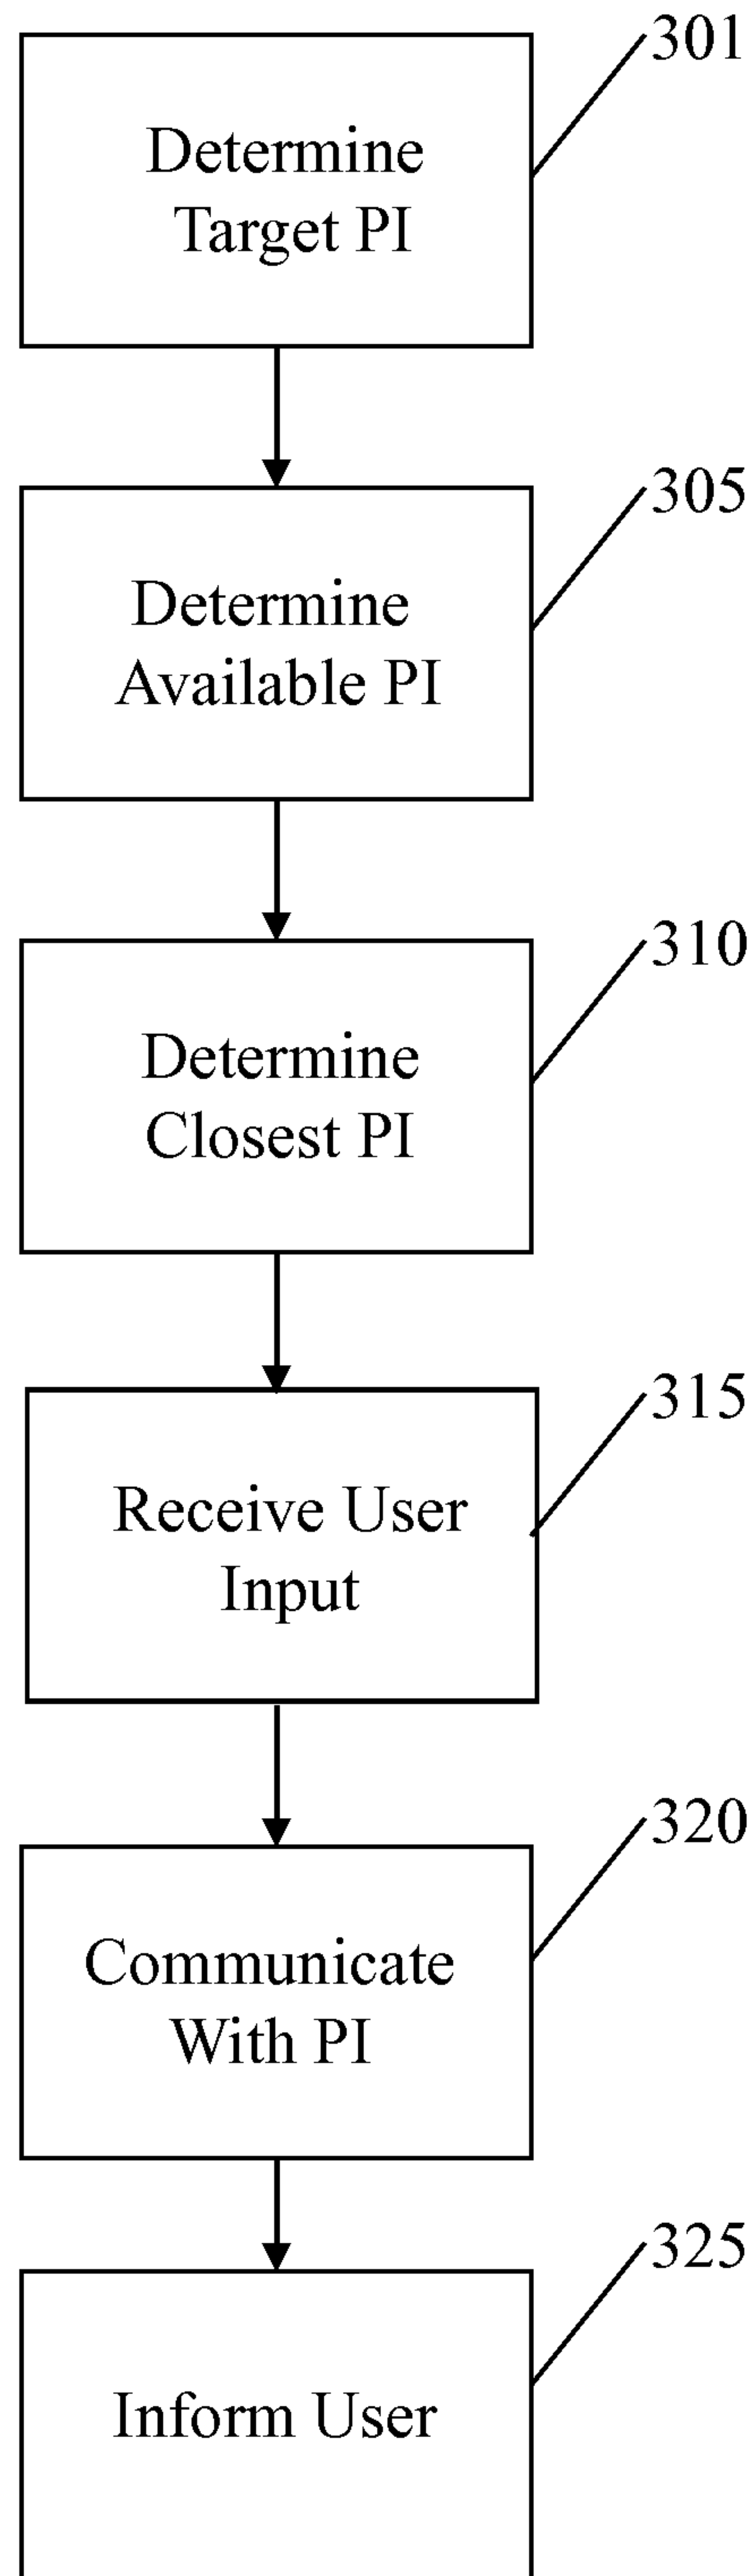 301
Determine
Target PI
305
Determine
Available PI
310
Determine
Closest PI
315
Receive User
Input
320
Communicate
With PI
325
Inform User